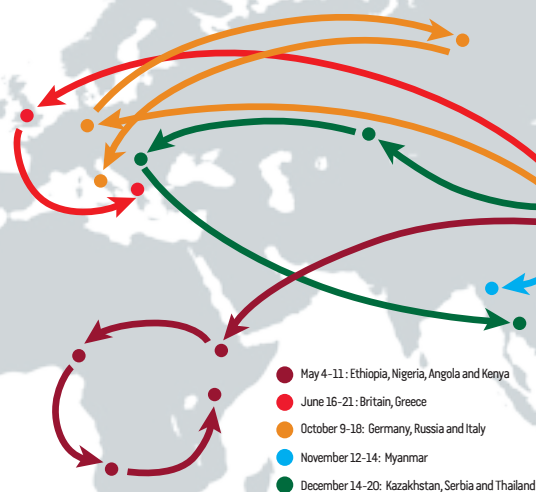 May 4-11 : Ethiopia, Nigeria, Angola and Kenya
June 16-21 : Britain, Greece
October 9-18: Germany, Russia and Italy
November 12-14: Myanmar
December 14-20: Kazakhstan, Serbia and Thailand